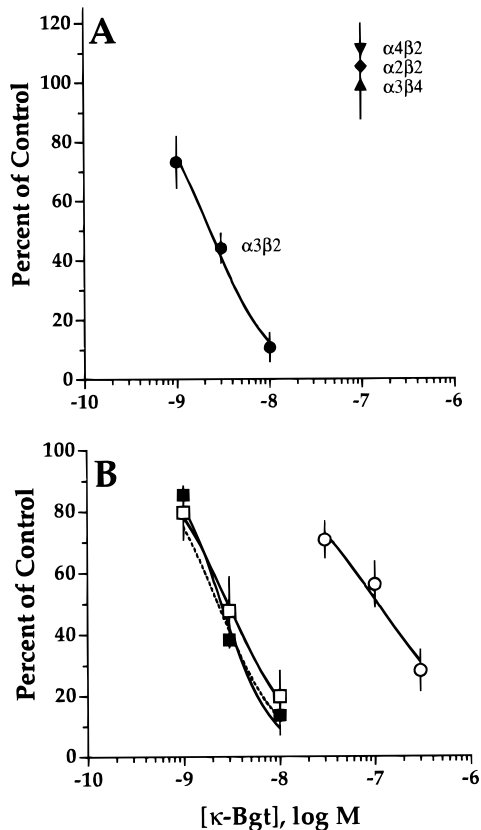 A
120
100
80
60
40
20
0
Percent of Control
α4β2
α2β2
α3β4
α3β2
-10 -9 -8 -7 -6
B
100
80
60
40
20
0
Percent of Control
-10 -9 -8 -7 -6
[κ-Bgt], log M